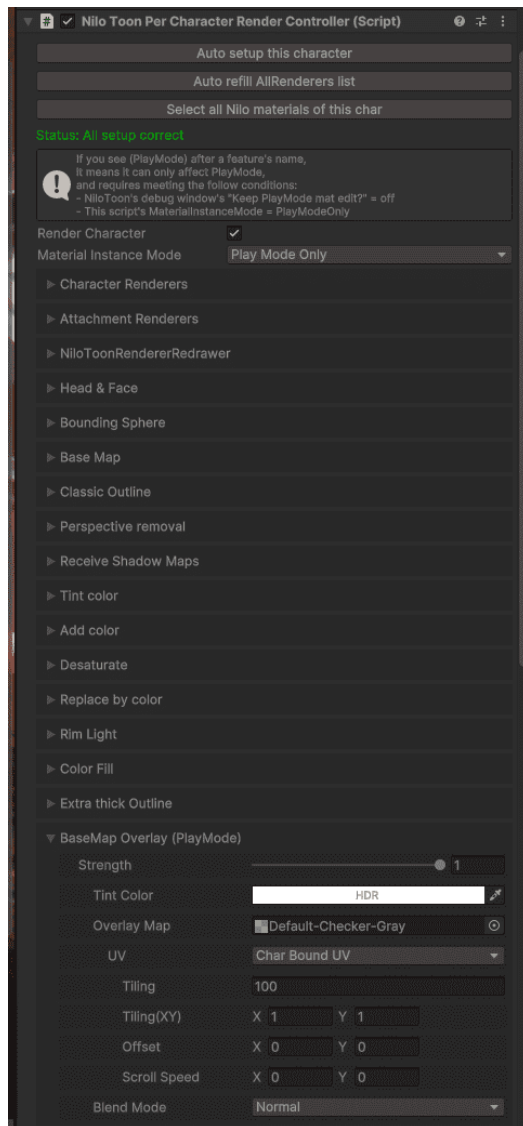 Nilo Toon Per Character Render Controller (Script)
Auto setup this character
Auto refill AllRenderers list
Select all Nilo materials of this char
Status: All setup correct
If you see (PlayMode) after a feature's name,
It means it can only affect PlayMode,
and requires meeting the follow conditions:
- NiloToon's debug window's "Keep PlayMode mat edit?" = off
- This script's MaterialInstanceMode = PlayModeOnly
Render Character
Material Instance Mode Play Mode Only
Character Renderers
Attachment Renderers
NiloToonRendererRedrawer
Head & Face
Bounding Sphere
Base Map
Classic Outline
Perspective removal
Receive Shadow Maps
Tint color
Add color
Desaturate
Replace by color
Rim Light
Color Fill
Extra thick Outline
BaseMap Overlay (PlayMode)
Strength 1
Tint Color HDR
Overlay Map Default-Checker-Gray
UV Char Bound UV
Tiling 100
Tiling(XY) X 1 Y 1
Offset X 0 Y 0
Scroll Speed X 0 Y 0
Blend Mode Normal